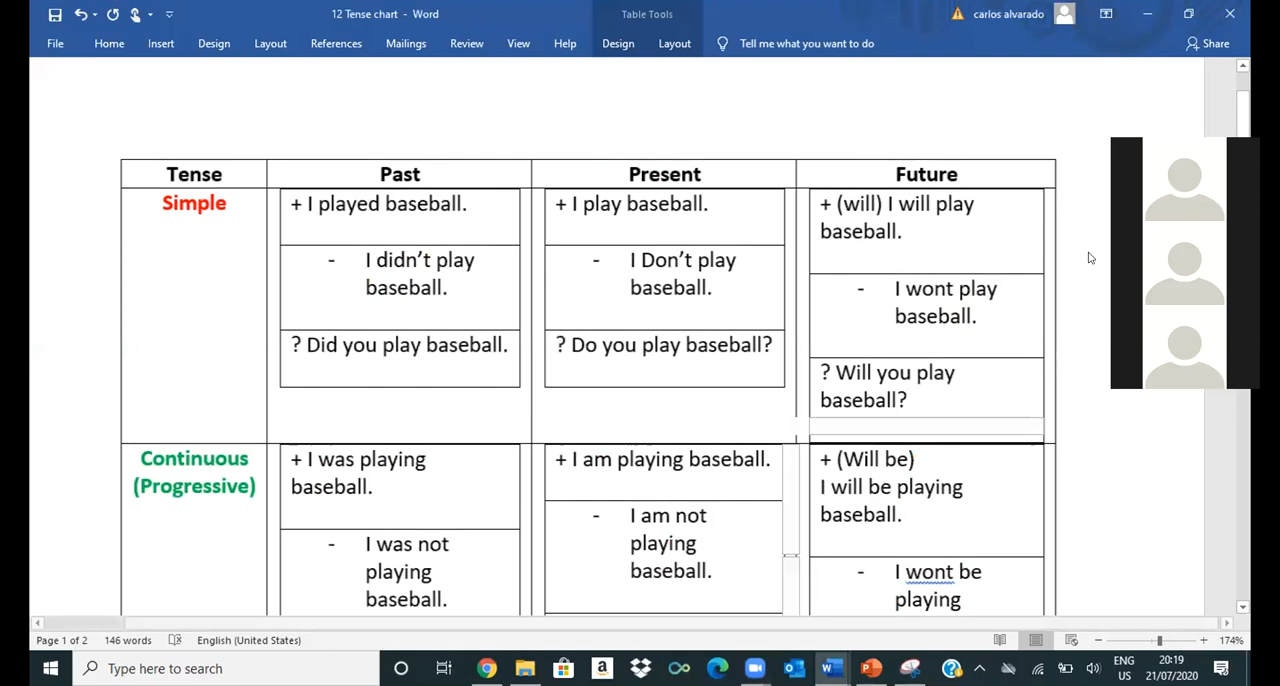 12 Tense chart - Word
Table Tools
carlos alvarado
File Home Insert Design Layout References Mailings Review View Help Design Layout Tell me what you want to do Share
Tense Past Present Future
Simple
+ I played baseball.
- I didn’t play
baseball.
? Did you play baseball.
+ I play baseball.
- I Don’t play
baseball.
? Do you play baseball?
+ (will) I will play
baseball.
- I wont play
baseball.
? Will you play
baseball?
Continuous
(Progressive)
+ I was playing
baseball.
- I was not
playing
baseball.
+ I am playing baseball.
- I am not
playing
baseball.
+ (Will be)
I will be playing
baseball.
- I wont be
playing
Page 1 of 2 146 words English (United States) 174%
Type here to search
ENG
US
20:19
21/07/2020